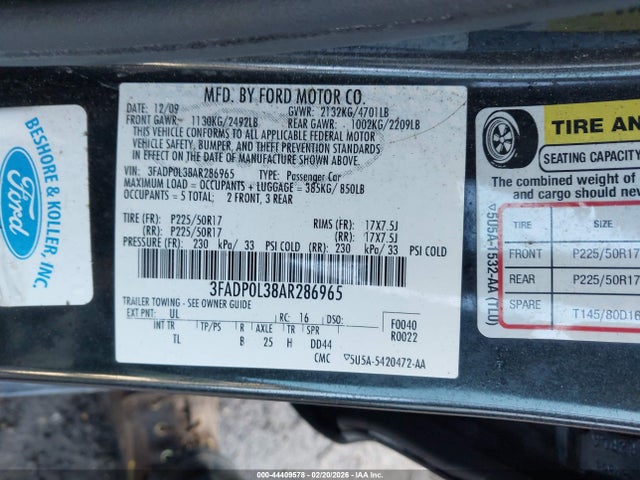 MFD. BY FORD MOTOR CO.
DATE: 12/09 GVWR: 2132KG/4701LB
FRONT GAWR: 1130KG/2492LB REAR GAWR: 1002KG/2209LB
THIS VEHICLE CONFORMS TO ALL APPLICABLE FEDERAL MOTOR
VEHICLE SAFETY, BUMPER, AND THEFT PREVENTION STANDARDS
IN EFFECT ON THE DATE OF MANUFACTURE SHOWN ABOVE.
VIN: 3FADP0L38AR286965 TYPE: Passenger Car
MAXIMUM LOAD = OCCUPANTS + LUGGAGE = 385KG/850LB
OCCUPANTS = 5 TOTAL; 2 FRONT, 3 REAR
TIRE (FR): P225/50R17 RIMS (FR): 17X7.5J
(RR): P225/50R17 (RR): 17X7.5J
PRESSURE (FR): 230 kPa/ 33 PSI COLD (RR): 230 kPa/ 33 PSI COLD
3FADP0L38AR286965
TRAILER TOWING - SEE OWNER GUIDE
EXT PNT: UL RC: 16 DSO: F0040
R0022
INT TR TP/PS R AXLE TR SPR
TL B 25 H DD44
CMC ▽5U5A-5420472-AA
Ford
BESHORE & KOLLER, INC.
▽5U5A-1532-AA (TLU)
TIRE AN
SEATING CAPACITY
The combined weight of
and cargo should nev
TIRE SIZE
FRONT P225/50R17
REAR P225/50R17
SPARE T145/80D16
000-44409578 - 02/20/2026 - IAAI.COM